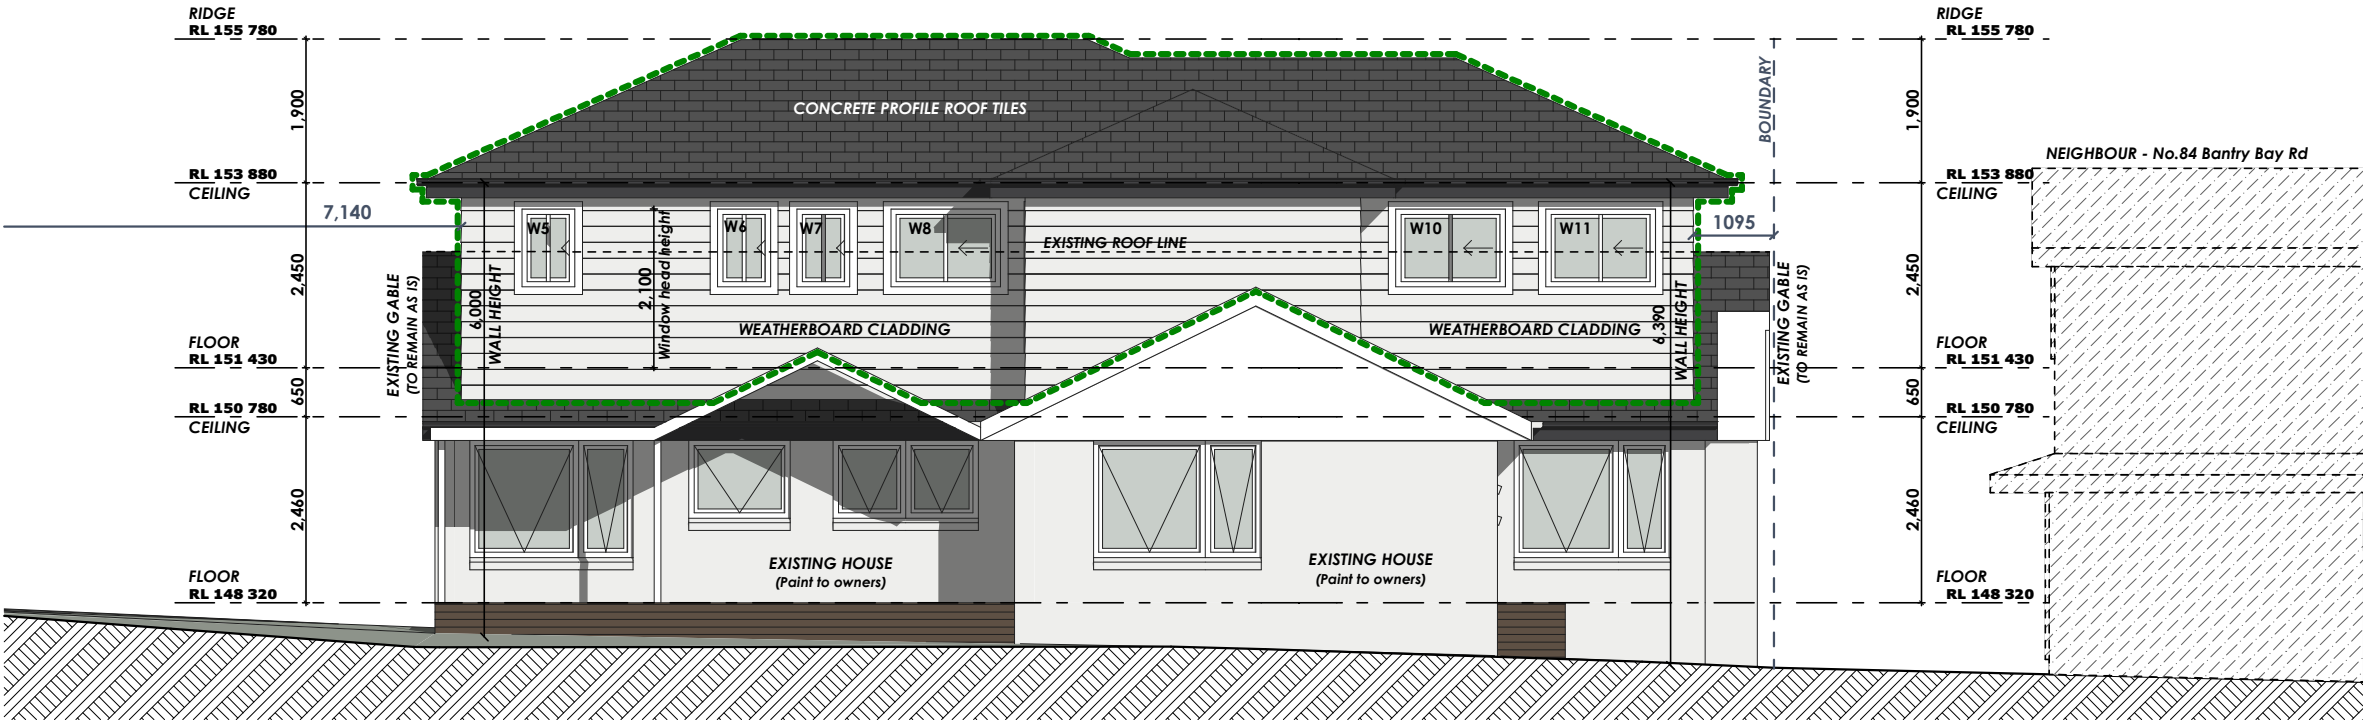 RIDGE
RL 155 780
1,900
CONCRETE PROFILE ROOF TILES
RL 153 880
CEILING
7,140
2,450
EXISTING GABLE
(TO REMAIN AS IS)
6,000
WALL HEIGHT
W5
2,100
Window head height
W6
W7
W8
EXISTING ROOF LINE
W10
W11
WEATHERBOARD CLADDING
WEATHERBOARD CLADDING
6,390
WALL HEIGHT
1095
BOUNDARY
EXISTING GABLE
(TO REMAIN AS IS)
FLOOR
RL 151 430
650
RL 150 780
CEILING
2,460
EXISTING HOUSE
(Paint to owners)
EXISTING HOUSE
(Paint to owners)
FLOOR
RL 148 320
RIDGE
RL 155 780
1,900
NEIGHBOUR - No.84 Bantry Bay Rd
RL 153 880
CEILING
2,450
FLOOR
RL 151 430
650
RL 150 780
CEILING
2,460
FLOOR
RL 148 320